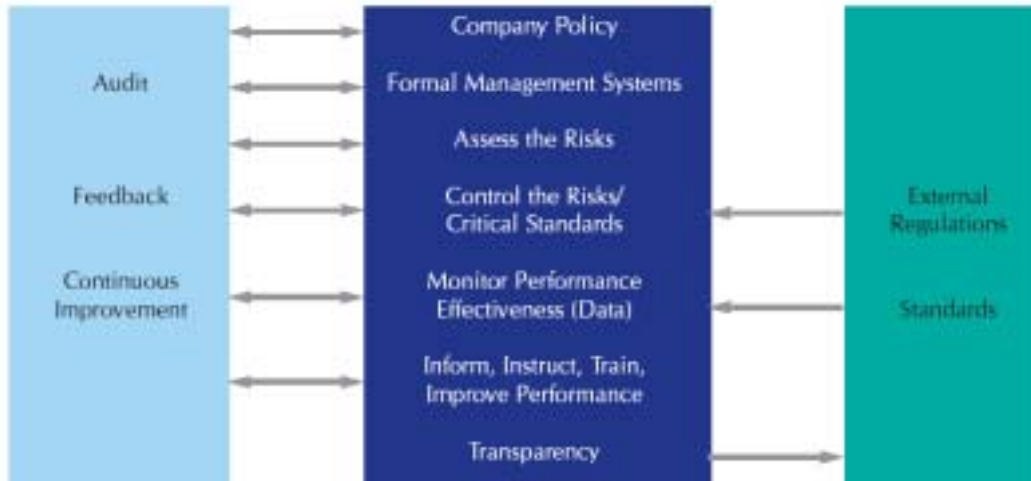 Audit
Feedback
Continuous
Improvement
Company Policy
Formal Management Systems
Assess the Risks
Control the Risks/
Critical Standards
Monitor Performance
Effectiveness (Data)
Inform, Instruct, Train,
Improve Performance
Transparency
External
Regulations
Standards